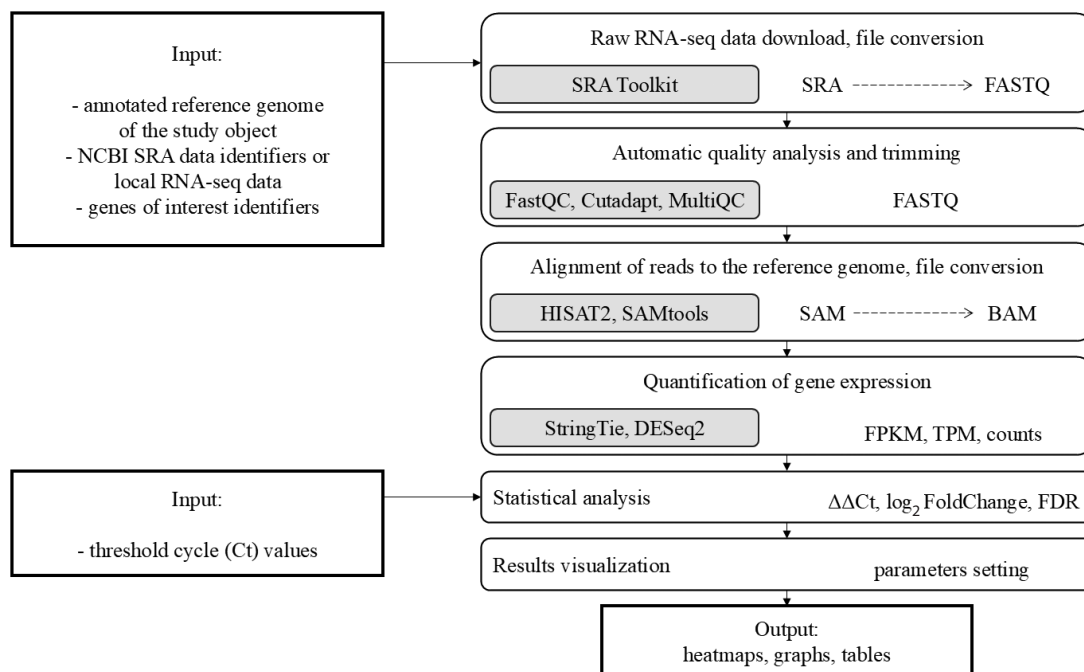 Input:
- annotated reference genome
of the study object
- NCBI SRA data identifiers or
local RNA-seq data
- genes of interest identifiers
Raw RNA-seq data download, file conversion
SRA Toolkit
SRA
FASTQ
Automatic quality analysis and trimming
FastQC, Cutadapt, MultiQC
FASTQ
Alignment of reads to the reference genome, file conversion
HISAT2, SAMtools
SAM
BAM
Quantification of gene expression
StringTie, DESeq2
FPKM, TPM, counts
Input:
- threshold cycle (Ct) values
Statistical analysis
ΔΔCt, log₂ FoldChange, FDR
Results visualization
parameters setting
Output:
heatmaps, graphs, tables